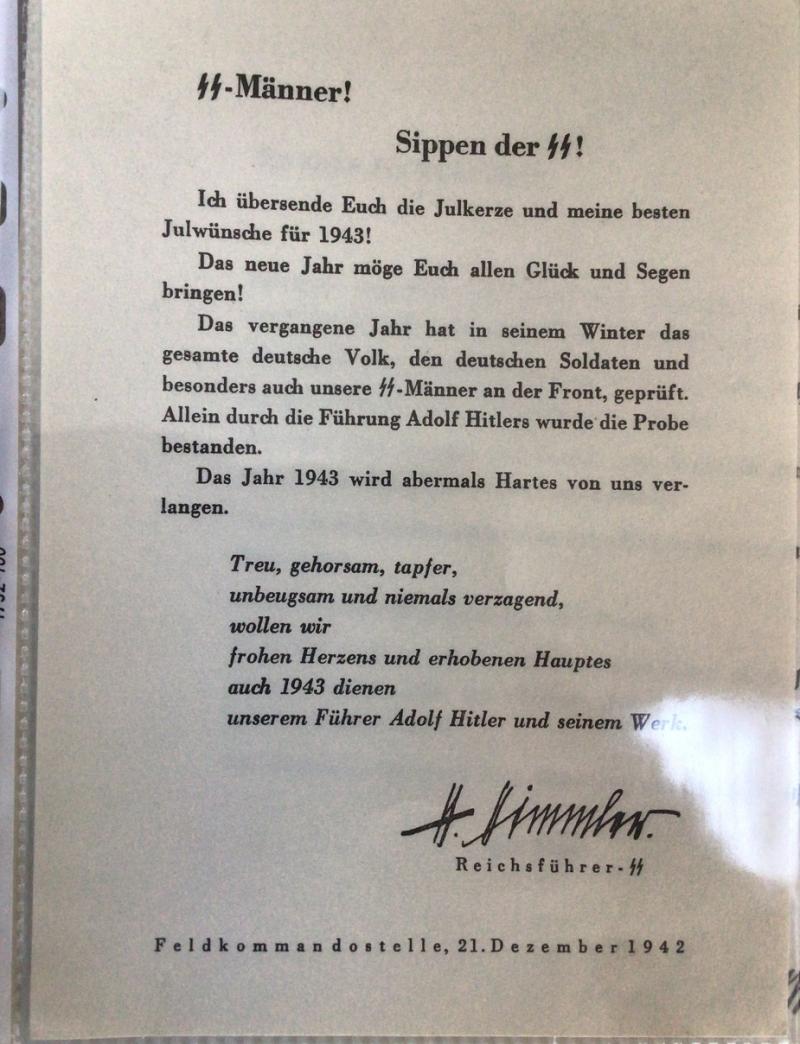 ᛋᛋ-Männer!
Sippen der ᛋᛋ!
Ich übersende Euch die Julkerze und meine besten
Julwünsche für 1943!
Das neue Jahr möge Euch allen Glück und Segen
bringen!
Das vergangene Jahr hat in seinem Winter das
gesamte deutsche Volk, den deutschen Soldaten und
besonders auch unsere ᛋᛋ-Männer an der Front, geprüft.
Allein durch die Führung Adolf Hitlers wurde die Probe
bestanden.
Das Jahr 1943 wird abermals Hartes von uns ver-
langen.
Treu, gehorsam, tapfer,
unbeugsam und niemals verzagend,
wollen wir
frohen Herzens und erhobenen Hauptes
auch 1943 dienen
unserem Führer Adolf Hitler und seinem Werk.
H. Himmler.
Reichsführer-ᛋᛋ
Feldkommandostelle, 21. Dezember 1942